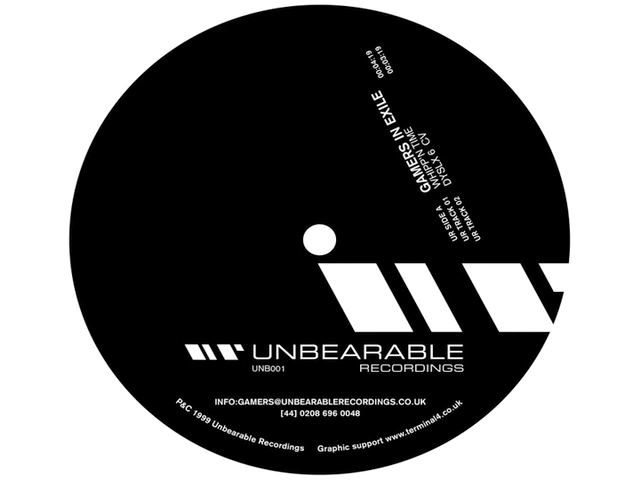 00:04:19
00:03:19
GAMERS IN EXILE
WHIPP'N TIME
DYSLX 6 CV
UR SIDE A
UR TRACK 01
UR TRACK 02
UNBEARABLE
RECORDINGS
UNB001
INFO:GAMERS@UNBEARABLERECORDINGS.CO.UK
[44] 0208 696 0048
P&C 1999 Unbearable Recordings
Graphic support www.terminal4.co.uk